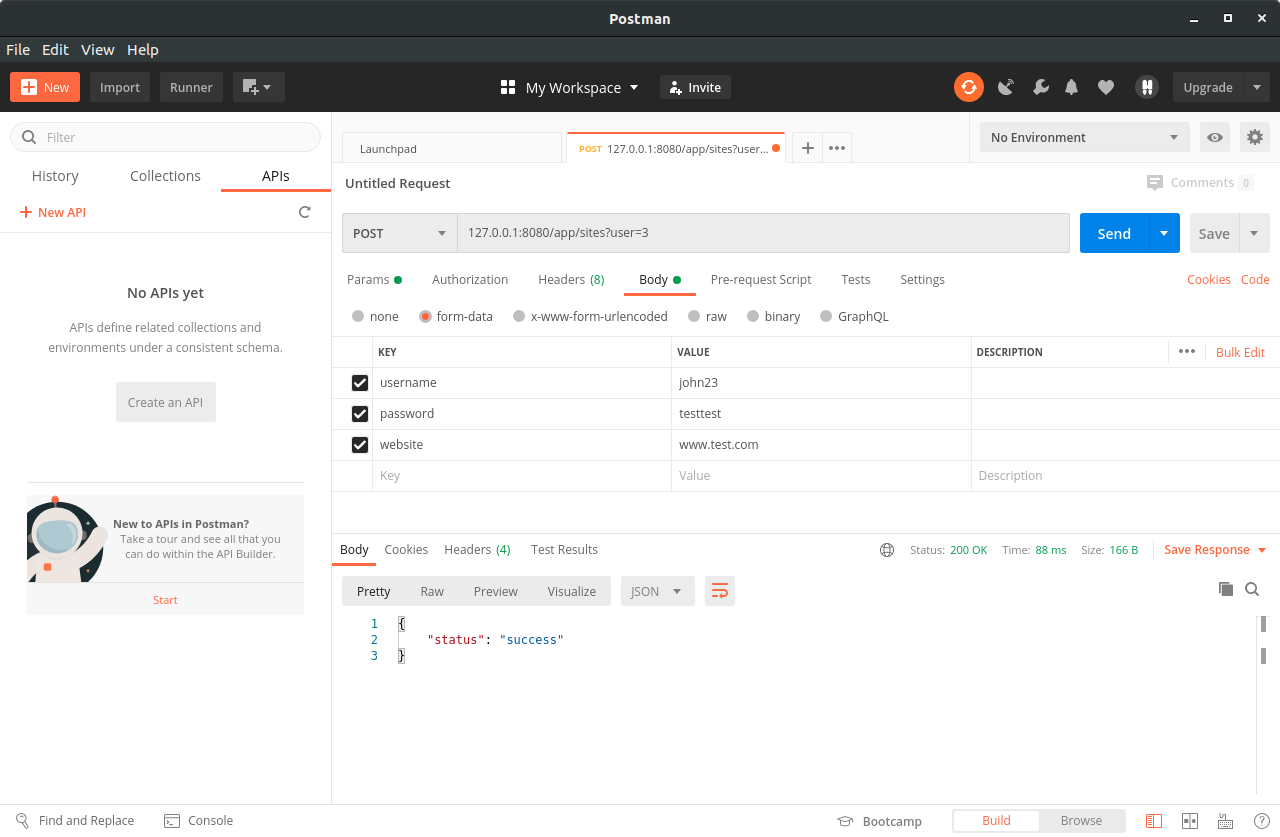 Postman
File Edit View Help
New Import Runner My Workspace Invite Upgrade
Filter
History Collections APIs
New API
No APIs yet
APIs define related collections and
environments under a consistent schema.
Create an API
New to APIs in Postman?
Take a tour and see all that you
can do within the API Builder.
Start
Launchpad POST 127.0.0.1:8080/app/sites?user... No Environment
Untitled Request Comments 0
POST 127.0.0.1:8080/app/sites?user=3 Send Save
Params Authorization Headers (8) Body Pre-request Script Tests Settings Cookies Code
none form-data x-www-form-urlencoded raw binary GraphQL
KEY VALUE DESCRIPTION ••• Bulk Edit
username john23
password testtest
website www.test.com
Key Value Description
Body Cookies Headers (4) Test Results Status: 200 OK Time: 88 ms Size: 166 B Save Response
Pretty Raw Preview Visualize JSON
1 {
2 "status": "success"
3 }
Find and Replace Console Bootcamp Build Browse